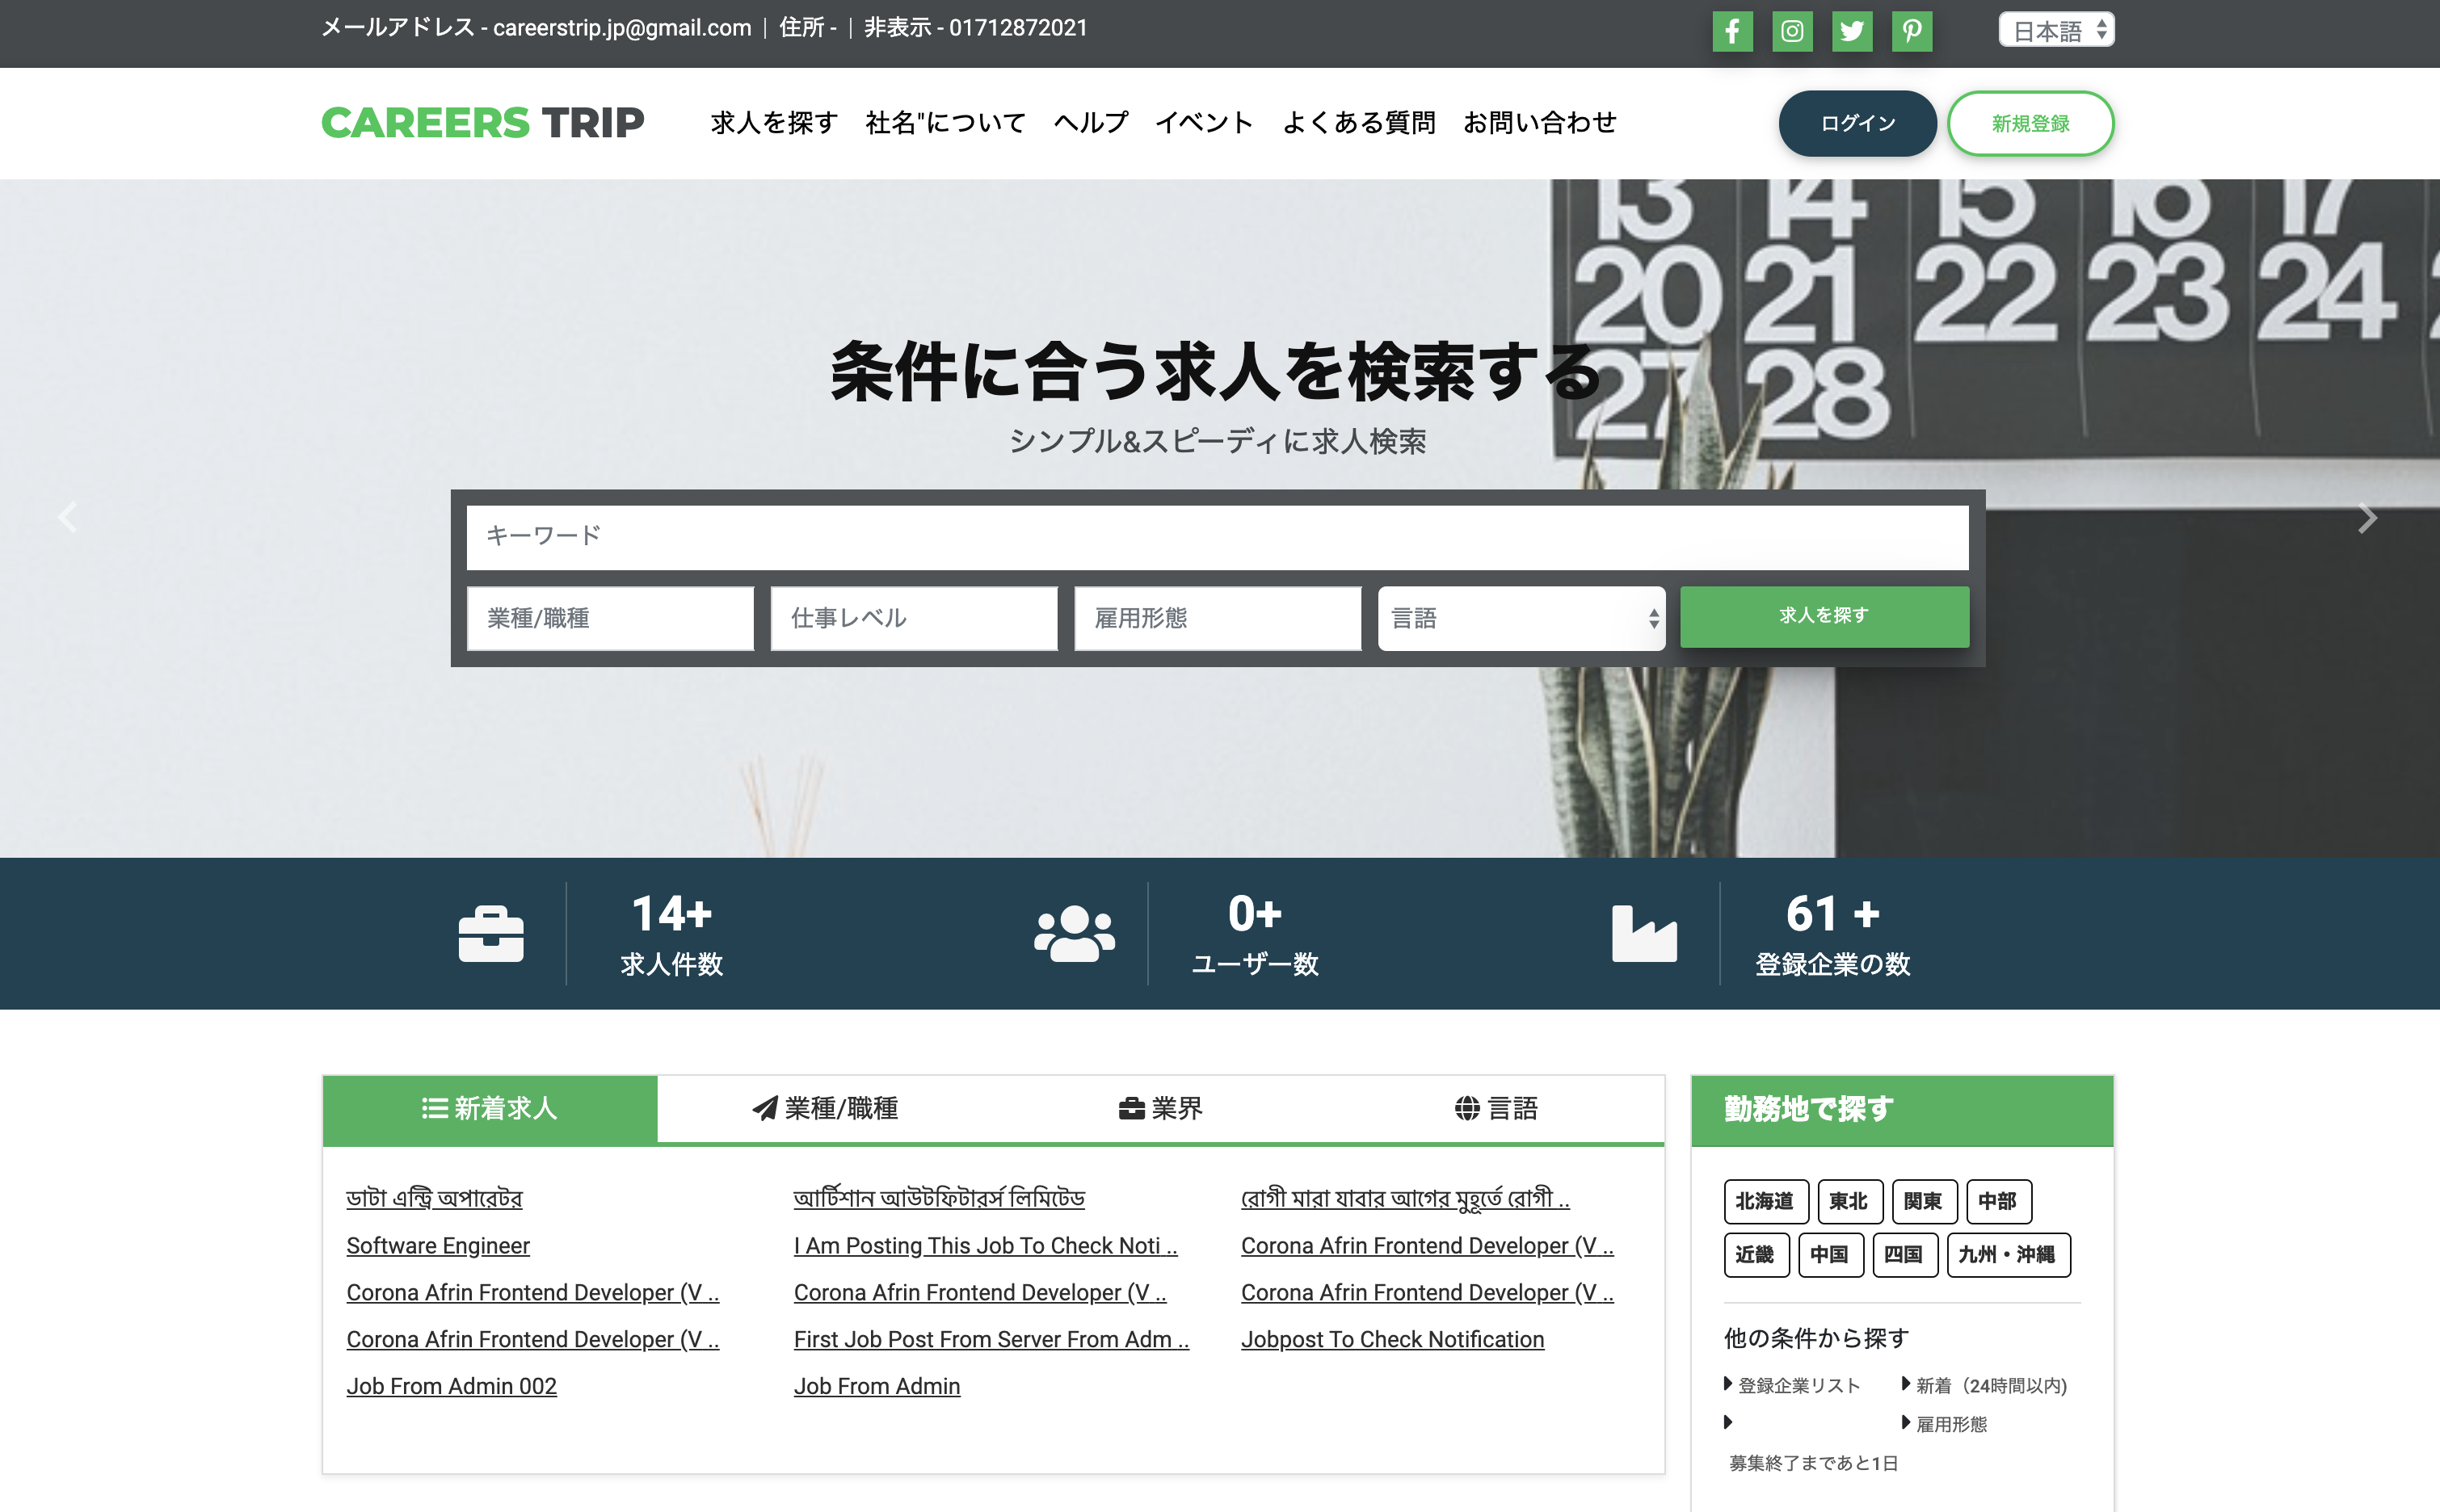 メールアドレス - careerstrip.jp@gmail.com | 住所 - | 非表示 - 01712872021
日本語
CAREERS TRIP
求人を探す 社名"について ヘルプ イベント よくある質問 お問い合わせ
ログイン 新規登録
13 14 15 16 17
20 21 22 23 24
27 28
条件に合う求人を検索する
シンプル&スピーディに求人検索
キーワード
業種/職種 仕事レベル 雇用形態 言語 求人を探す
14+ 0+ 61 +
求人件数 ユーザー数 登録企業の数
新着求人 業種/職種 業界 言語
ডাটা এন্ট্রি অপারেটর আর্টিশান আউটফিটারর্স লিমিটেড রোগী মারা যাবার আগের মুহূর্তে রোগী ..
Software Engineer I Am Posting This Job To Check Noti .. Corona Afrin Frontend Developer (V ..
Corona Afrin Frontend Developer (V .. Corona Afrin Frontend Developer (V .. Corona Afrin Frontend Developer (V ..
Corona Afrin Frontend Developer (V .. First Job Post From Server From Adm .. Jobpost To Check Notification
Job From Admin 002 Job From Admin
勤務地で探す
北海道 東北 関東 中部
近畿 中国 四国 九州・沖縄
他の条件から探す
登録企業リスト 新着（24時間以内)
雇用形態
募集終了まであと1日